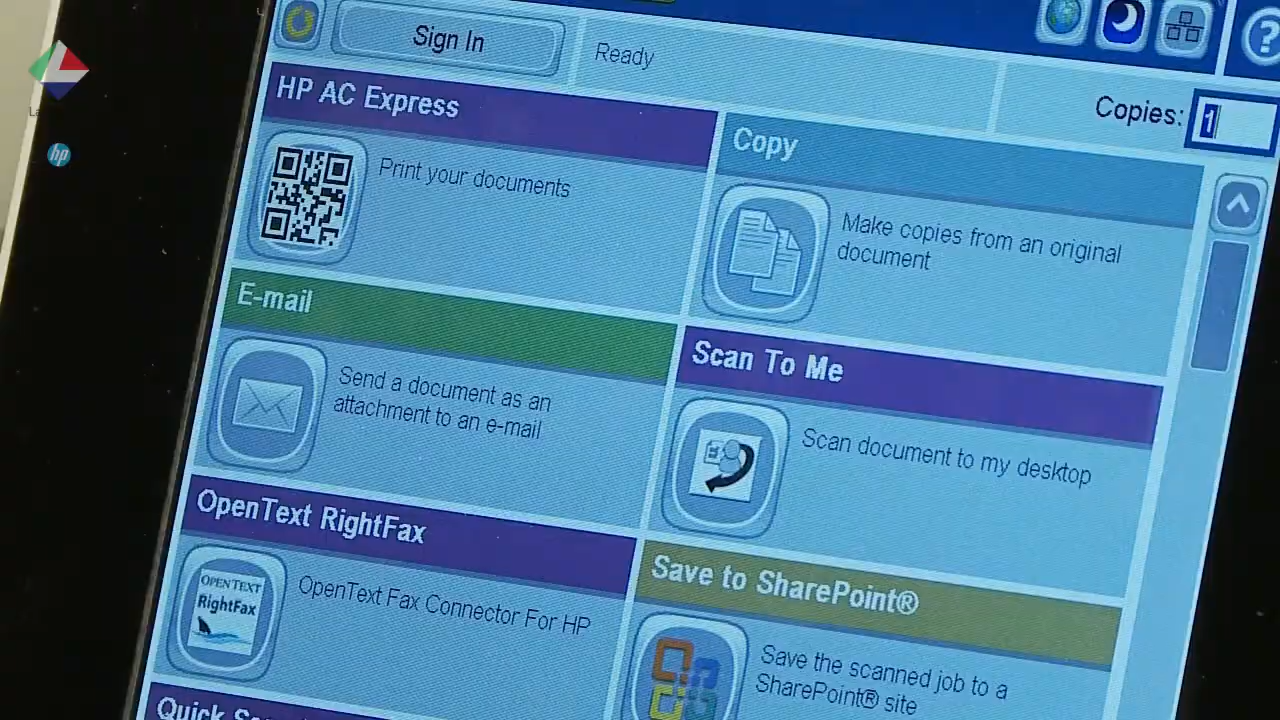 Sign In
Ready
Copies:
1
?
HP AC Express
Print your documents
Copy
Make copies from an original
document
E-mail
Send a document as an
attachment to an e-mail
Scan To Me
Scan document to my desktop
OpenText RightFax
OPENTEXT
RightFax
OpenText Fax Connector For HP
Save to SharePoint®
Save the scanned job to a
SharePoint® site
Quick
hp